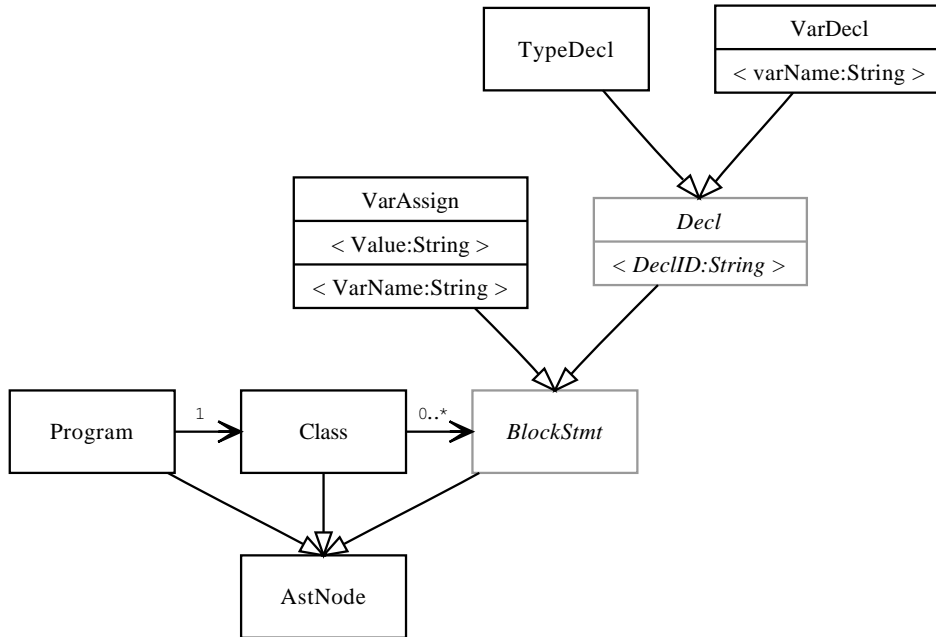 VarDecl
TypeDecl
< varName:String >
VarAssign
< Value:String >
< VarName:String >
Decl
< DeclID:String >
Program
1
Class
0..*
BlockStmt
AstNode